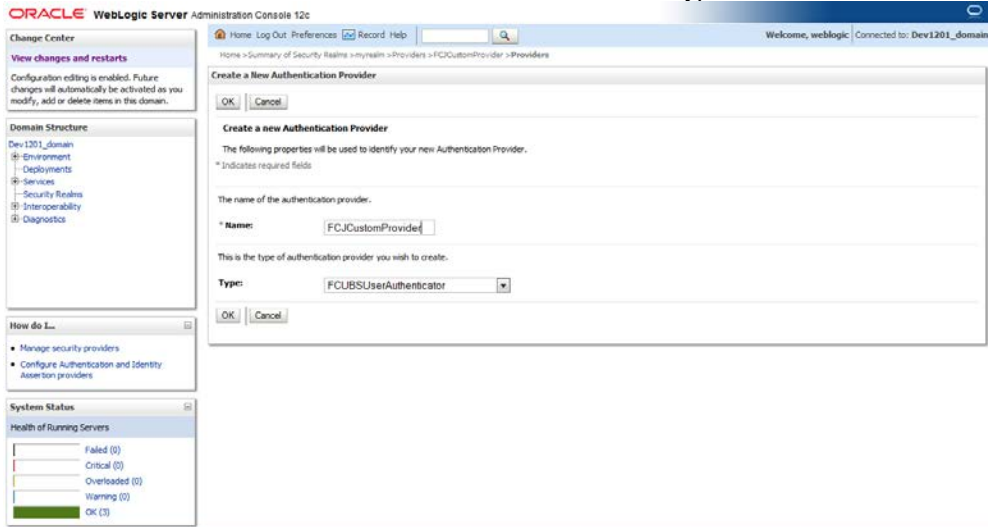 ORACLE WebLogic Server Administration Console 12c
Change Center
View changes and restarts
Configuration editing is enabled. Future
changes will automatically be activated as you
modify, add or delete items in this domain.
Domain Structure
Dev1201_domain
Environment
Deployments
Services
Security Realms
Interoperability
Diagnostics
How do I...
Manage security providers
Configure Authentication and Identity
Assertion providers
System Status
Health of Running Servers
Failed (0)
Critical (0)
Overloaded (0)
Warning (0)
OK (3)
Home Log Out Preferences Record Help
Welcome, weblogic Connected to: Dev1201_domain
Home >Summary of Security Realms >myrealm >Providers >FCJCustomProvider >Providers
Create a New Authentication Provider
OK Cancel
Create a new Authentication Provider
The following properties will be used to identify your new Authentication Provider.
* Indicates required fields
The name of the authentication provider.
* Name: FCJCustomProvider
This is the type of authentication provider you wish to create.
Type: FCUBSUserAuthenticator
OK Cancel